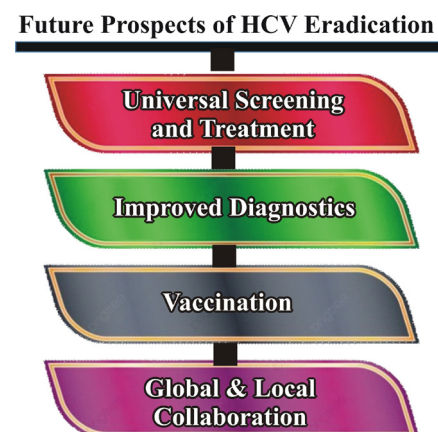 Future Prospects of HCV Eradication
Universal Screening
and Treatment
Improved Diagnostics
Vaccination
Global & Local
Collaboration